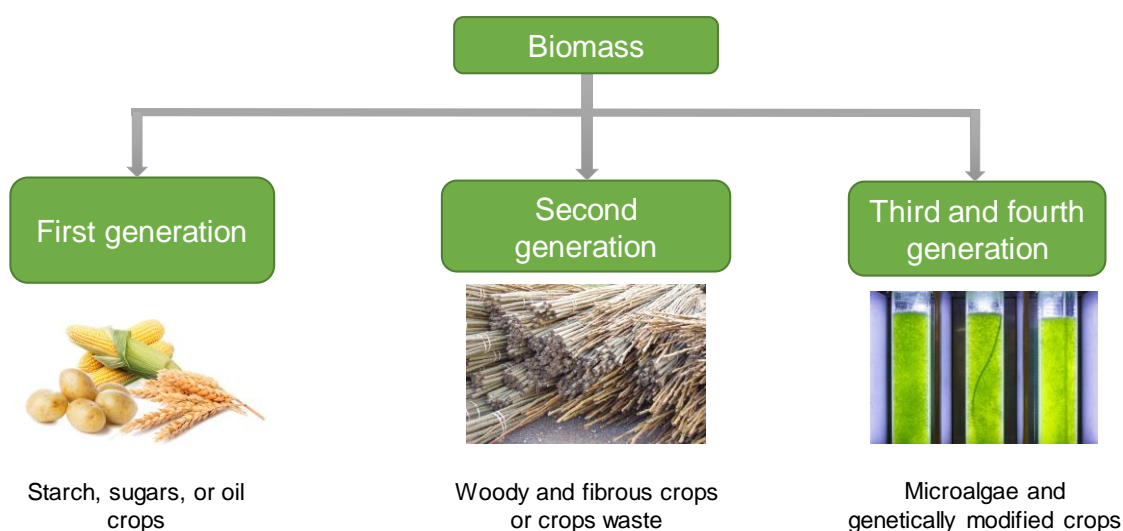 Biomass
First generation
Second
generation
Third and fourth
generation
Starch, sugars, or oil
crops
Woody and fibrous crops
or crops waste
Microalgae and
genetically modified crops